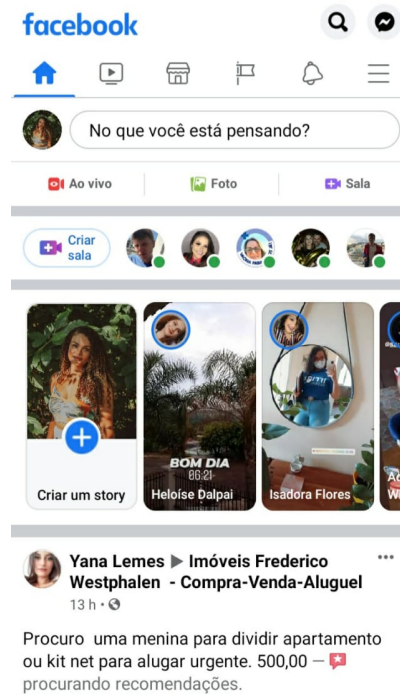 facebook
No que você está pensando?
Ao vivo
Foto
Sala
Criar
sala
BOM DIA
06:21
Criar um story
Heloíse Dalpai
Isadora Flores
Yana Lemes ▶ Imóveis Frederico
Westphalen - Compra-Venda-Aluguel
13 h •
Procuro uma menina para dividir apartamento
ou kit net para alugar urgente. 500,00 —
procurando recomendações.